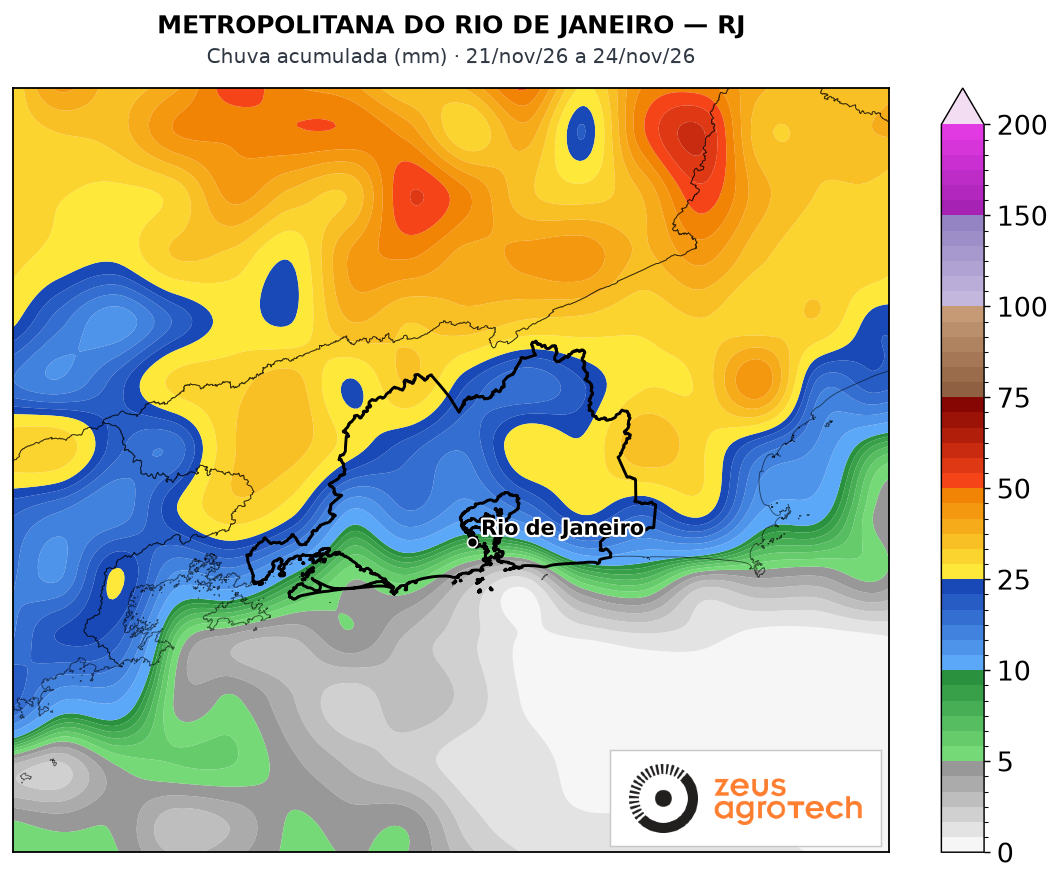 METROPOLITANA DO RIO DE JANEIRO — RJ
Chuva acumulada (mm) · 21/nov/26 a 24/nov/26
Rio de Janeiro
200
150
100
75
50
25
10
5
0
zeus
agrotech